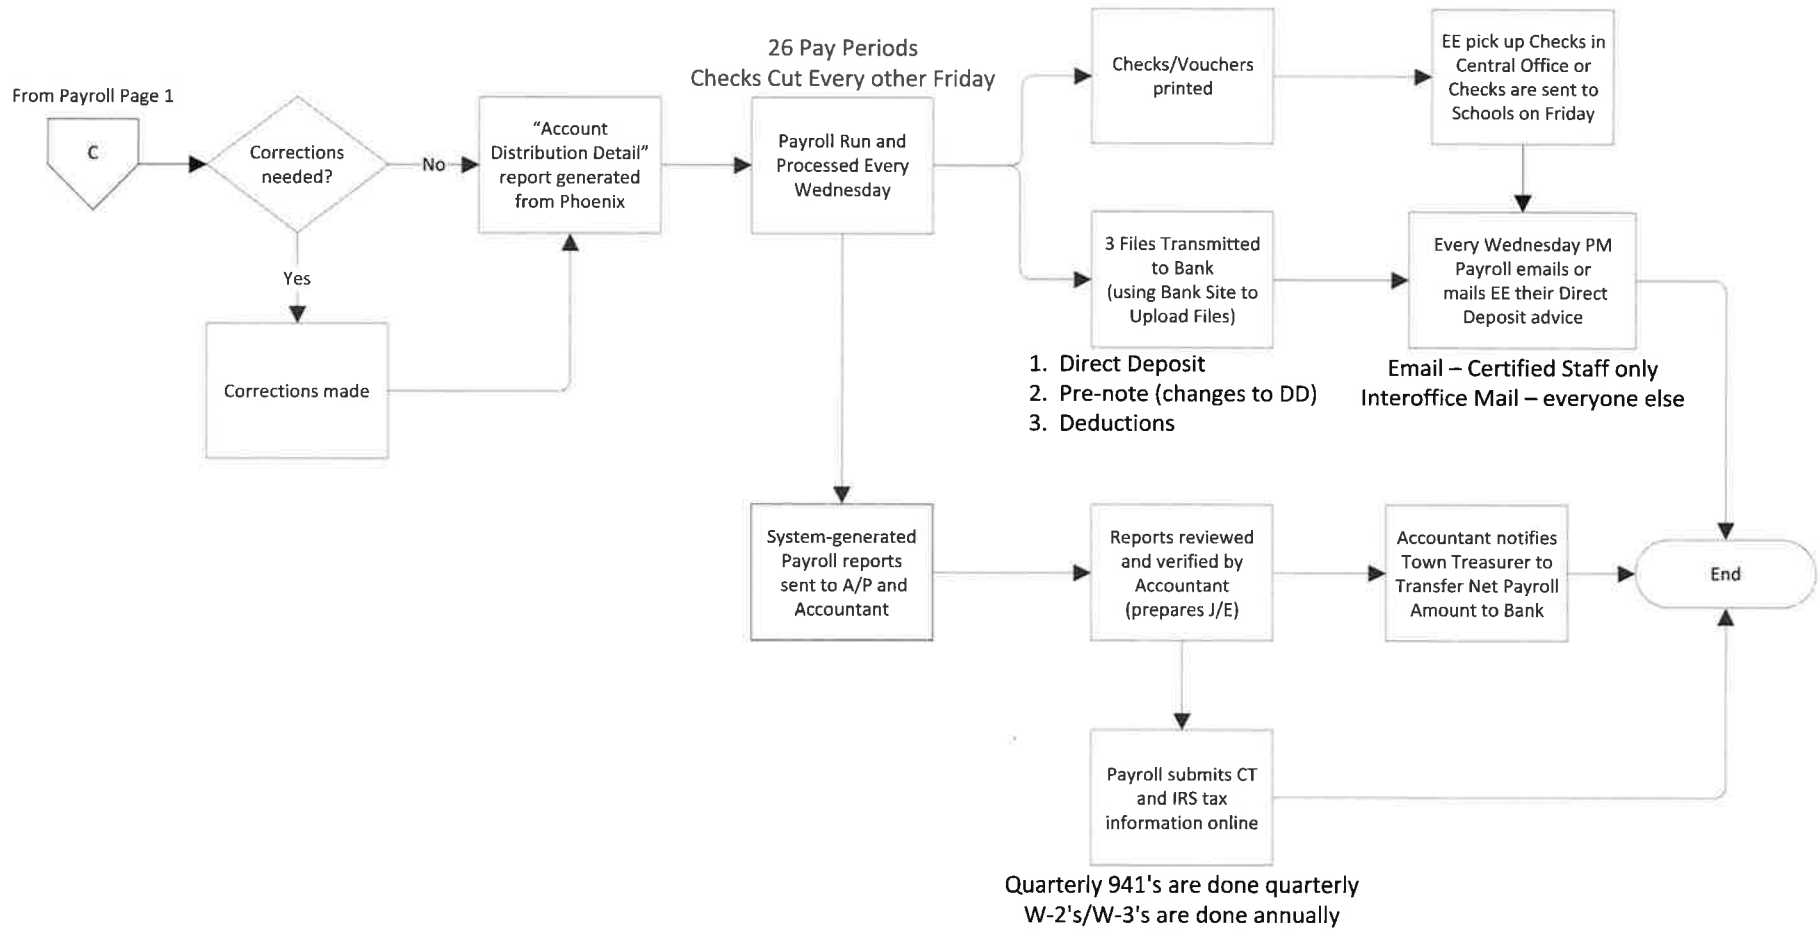 From Payroll Page 1
C
Corrections
needed?
No
Yes
Corrections made
“Account
Distribution Detail”
report generated
from Phoenix
26 Pay Periods
Checks Cut Every other Friday
Payroll Run and
Processed Every
Wednesday
Checks/Vouchers
printed
EE pick up Checks in
Central Office or
Checks are sent to
Schools on Friday
3 Files Transmitted
to Bank
(using Bank Site to
Upload Files)
1. Direct Deposit
2. Pre-note (changes to DD)
3. Deductions
Every Wednesday PM
Payroll emails or
mails EE their Direct
Deposit advice
Email – Certified Staff only
Interoffice Mail – everyone else
System-generated
Payroll reports
sent to A/P and
Accountant
Reports reviewed
and verified by
Accountant
(prepares J/E)
Accountant notifies
Town Treasurer to
Transfer Net Payroll
Amount to Bank
End
Payroll submits CT
and IRS tax
information online
Quarterly 941's are done quarterly
W-2's/W-3's are done annually